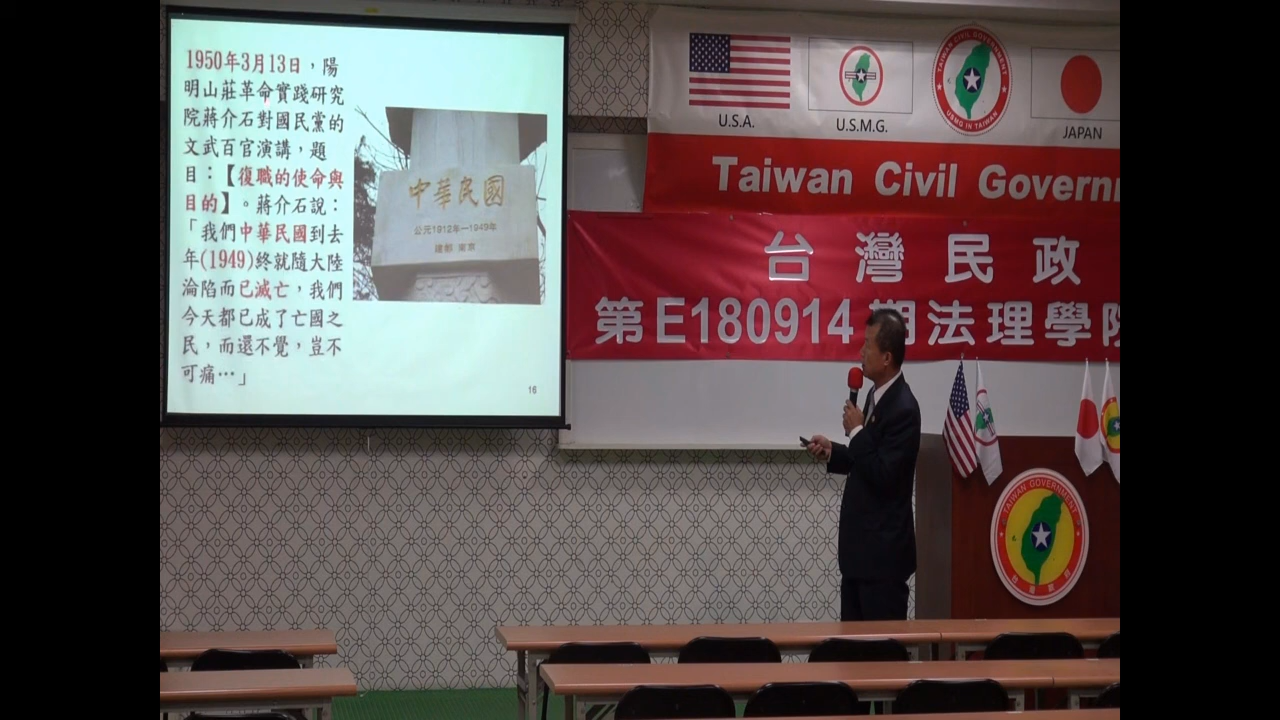 1950年3月13日，陽
明山莊革命實踐研究
院蔣介石對國民黨的
文武百官演講，題
目：【復職的使命與
目的】。蔣介石說：
「我們中華民國到去
年(1949)終就隨大陸
淪陷而已滅亡，我們
今天都已成了亡國之
民，而還不覺，豈不
可痛…」
中華民國
公元1912年—1949年
建都 南京
16
U.S.A.
U.S.M.G.
TAIWAN CIVIL GOVERNMENT
USMG IN TAIWAN
JAPAN
Taiwan Civil Governm
台灣民政
第E180914期法理學院
TAIWAN GOVERNMENT